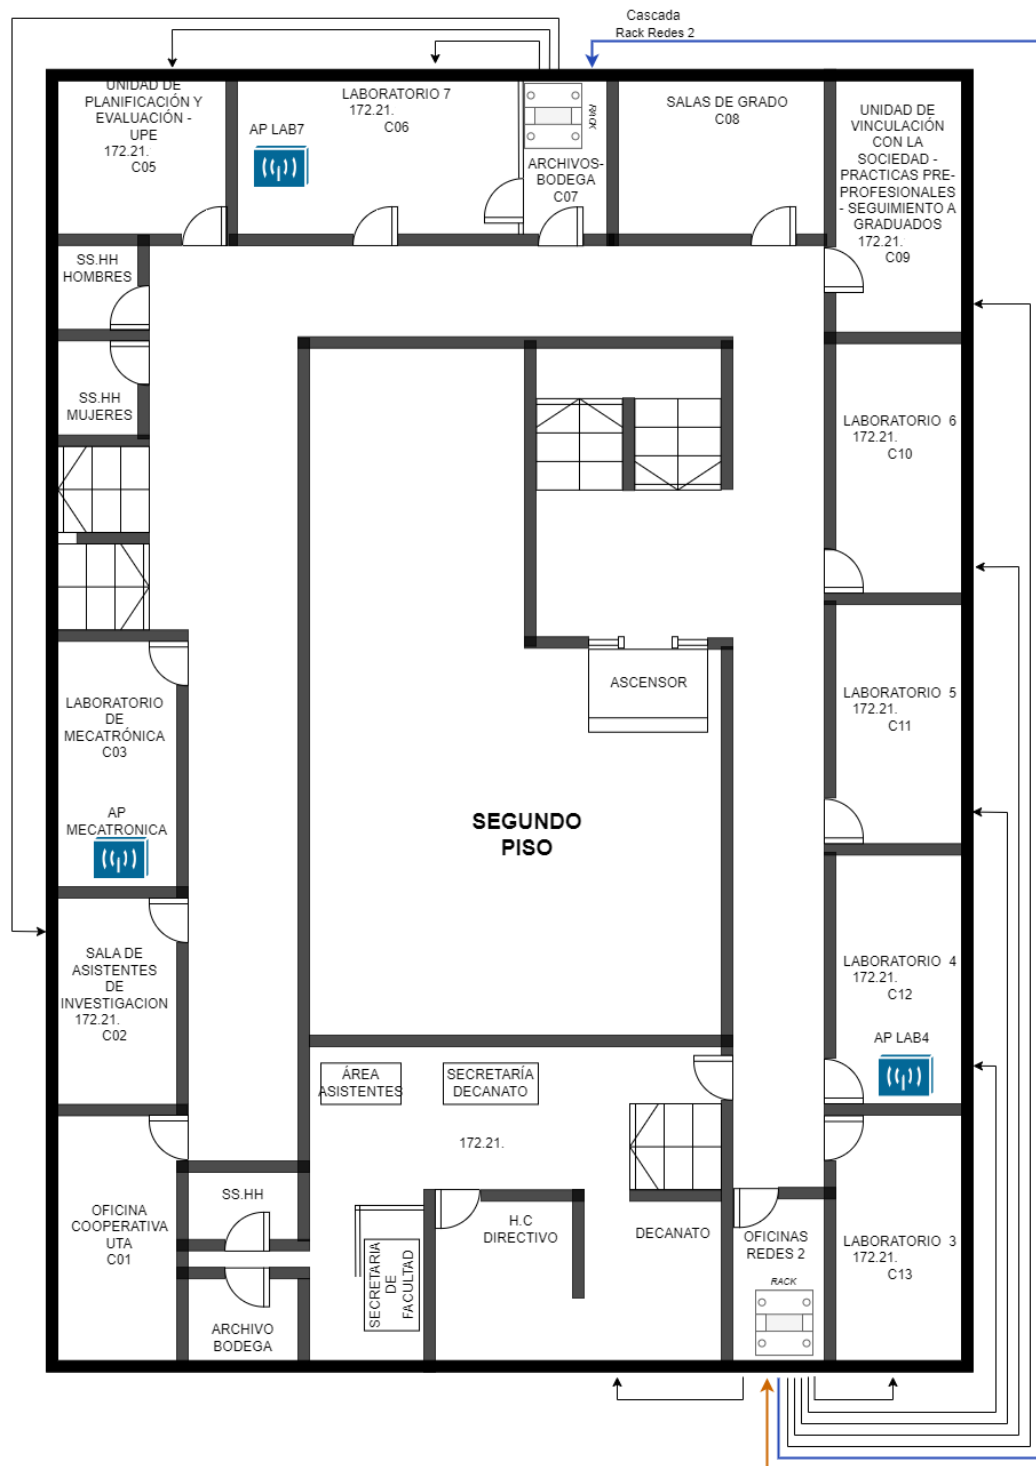 Cascada
Rack Redes 2
UNIDAD DE
PLANIFICACIÓN Y
EVALUACIÓN -
UPE
172.21.
C05
LABORATORIO 7
172.21.
C06
AP LAB7
RACK
ARCHIVOS-
BODEGA
C07
SALAS DE GRADO
C08
UNIDAD DE
VINCULACIÓN
CON LA
SOCIEDAD -
PRACTICAS PRE-
PROFESIONALES
- SEGUIMIENTO A
GRADUADOS
172.21.
C09
SS.HH
HOMBRES
SS.HH
MUJERES
LABORATORIO 6
172.21.
C10
LABORATORIO
DE
MECATRÓNICA
C03
AP
MECATRONICA
ASCENSOR
LABORATORIO 5
172.21.
C11
SEGUNDO
PISO
SALA DE
ASISTENTES
DE
INVESTIGACION
172.21.
C02
LABORATORIO 4
172.21.
C12
AP LAB4
ÁREA
ASISTENTES
SECRETARÍA
DECANATO
172.21.
OFICINA
COOPERATIVA
UTA
C01
SS.HH
ARCHIVO
BODEGA
SECRETARIA
DE
FACULTAD
H.C
DIRECTIVO
DECANATO
OFICINAS
REDES 2
RACK
LABORATORIO 3
172.21.
C13